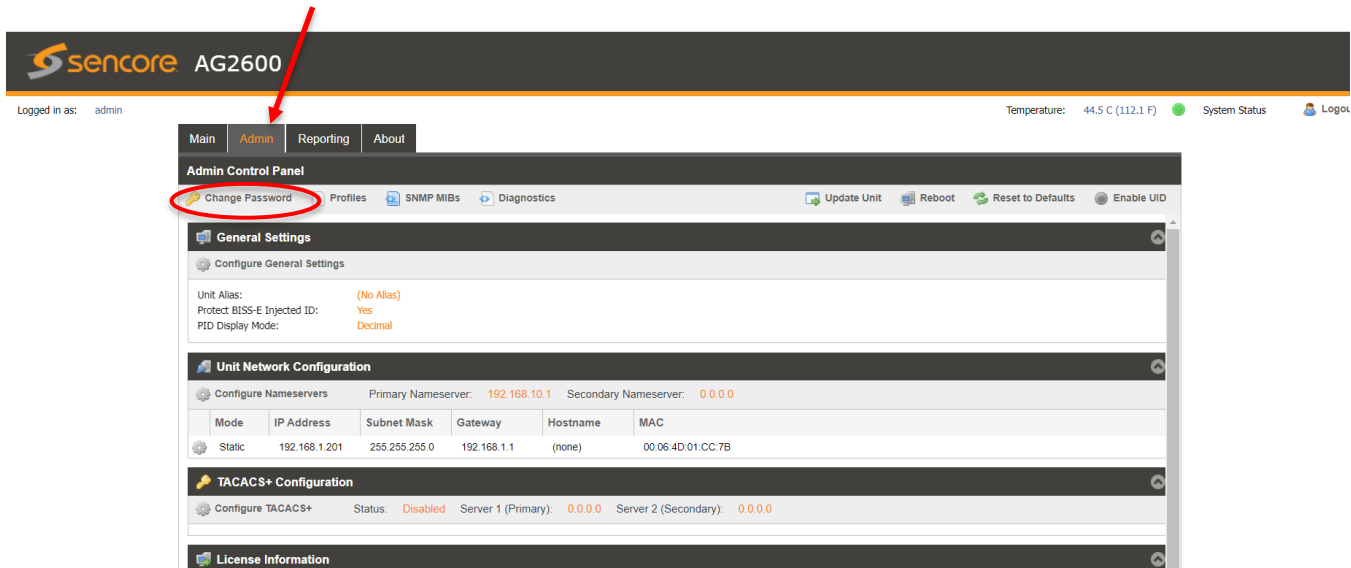 sencore AG2600
Logged in as: admin Temperature: 44.5 C (112.1 F) System Status Logou
Main Admin Reporting About
Admin Control Panel
Change Password Profiles SNMP MIBs Diagnostics Update Unit Reboot Reset to Defaults Enable UID
General Settings
Configure General Settings
Unit Alias: (No Alias)
Protect BISS-E Injected ID: Yes
PID Display Mode: Decimal
Unit Network Configuration
Configure Nameservers Primary Nameserver: 192.168.10.1 Secondary Nameserver: 0.0.0.0
Mode IP Address Subnet Mask Gateway Hostname MAC
Static 192.168.1.201 255.255.255.0 192.168.1.1 (none) 00:06:4D:01:CC:7B
TACACS+ Configuration
Configure TACACS+ Status: Disabled Server 1 (Primary): 0.0.0.0 Server 2 (Secondary): 0.0.0.0
License Information